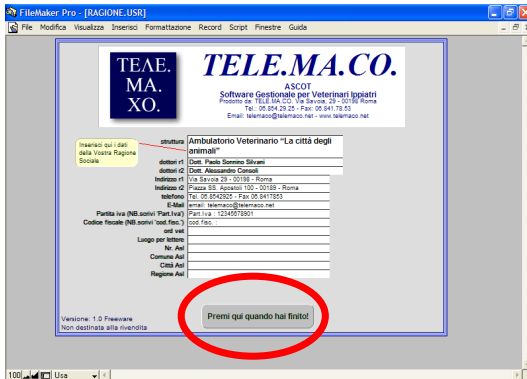 FileMaker Pro - [RAGIONE.USR]
File Modifica Visualizza Inserisci Formattazione Record Script Finestre Guida
TEΛE.
MA.
XO.
TELE.MA.CO.
ASCOT
Software Gestionale per Veterinari Ippiatri
Prodotto da: TELE.MA.CO. Via Savoia, 29 - 00198 Roma
Tel.: 06.854.29.25 - Fax: 06.841.78.53
Email: telemaco@telemaco.net - www.telemaco.net
Inserisci qui i dati
della Vostra Ragione
Sociale
struttura Ambulatorio Veterinario "La città degli
animali"
dottori r1 Dott. Paolo Sonnino Silvani
dottori r2 Dott. Alessandro Consoli
Indirizzo r1 Via Savoia 29 - 00198 - Roma
Indirizzo r2 Piazza SS. Apostoli 100 - 00189 - Roma
telefono Tel. 06.8542925 - Fax 06.8417853
E-Mail email: telemaco@telemaco.net
Partita iva (NB.scrivi 'Part.Iva') Part.Iva : 12345678901
Codice fiscale (NB.scrivi 'cod.fisc.') cod.fisc. :
ord vet
Luogo per lettere
Nr. Asl
Comune Asl
Città Asl
Regione Asl
Premi qui quando hai finito!
Versione: 1.0 Freeware
Non destinata alla rivendita
100 Usa